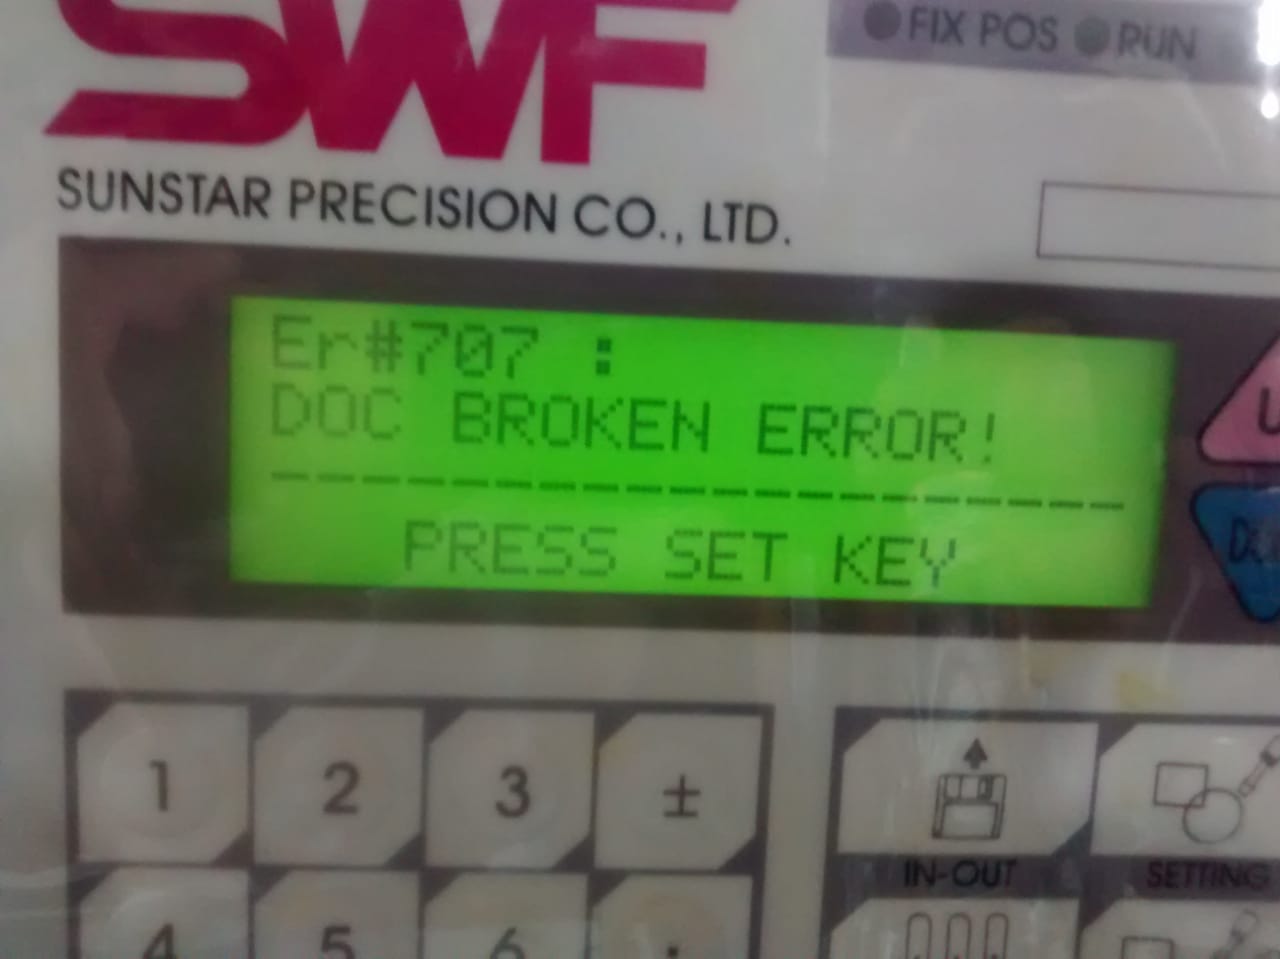 SWF
FIX POS RUN
SUNSTAR PRECISION CO., LTD.
Er#707 :
DOC BROKEN ERROR!
--------------------
PRESS SET KEY
U
1 2 3 ±
IN-OUT SETTING
4 5 6 .